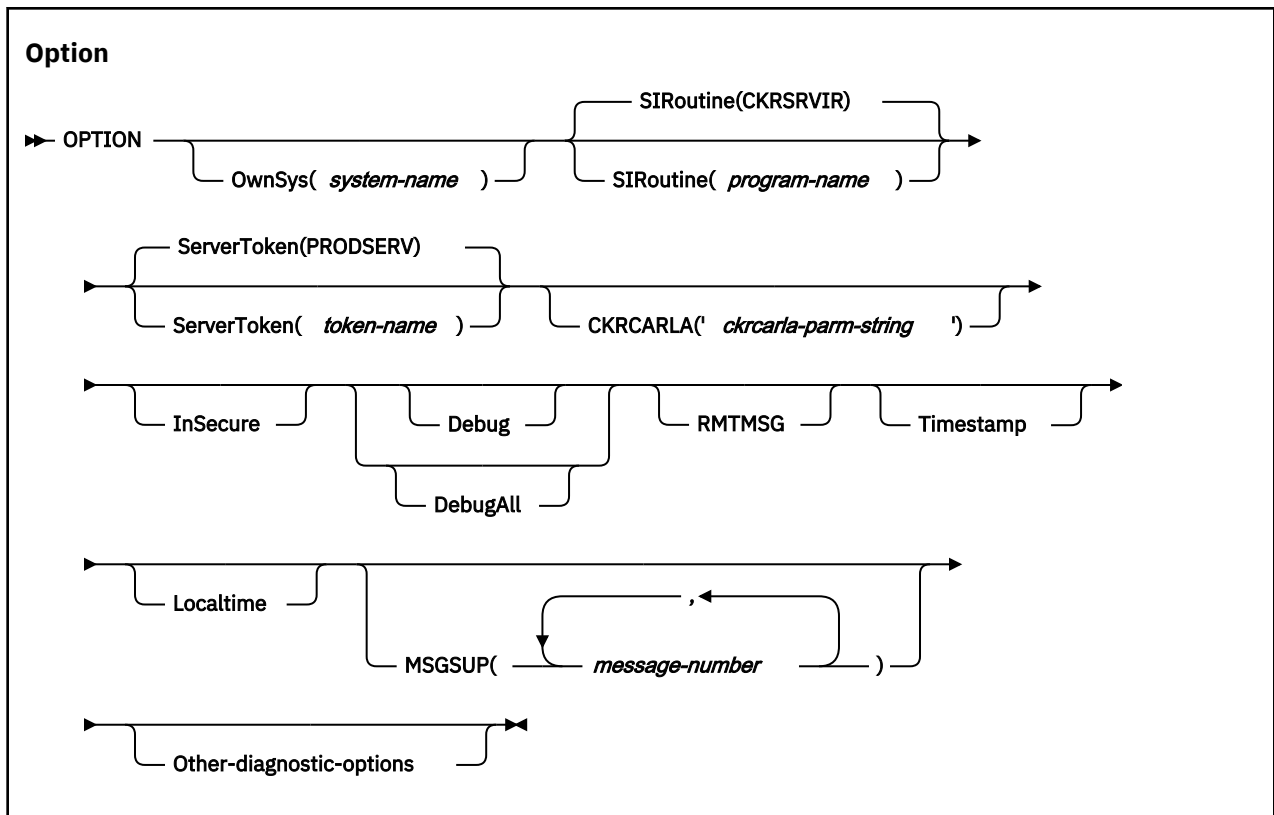 Option
SIRoutine(CKRSRVIR)
OPTION
OwnSys( system-name )
SIRoutine( program-name )
ServerToken(PRODSERV)
ServerToken( token-name )
CKRCARLA(' ckrcarla-parm-string ')
InSecure
Debug
RMTMSG
Timestamp
DebugAll
Localtime
,
MSGSUP( message-number )
Other-diagnostic-options